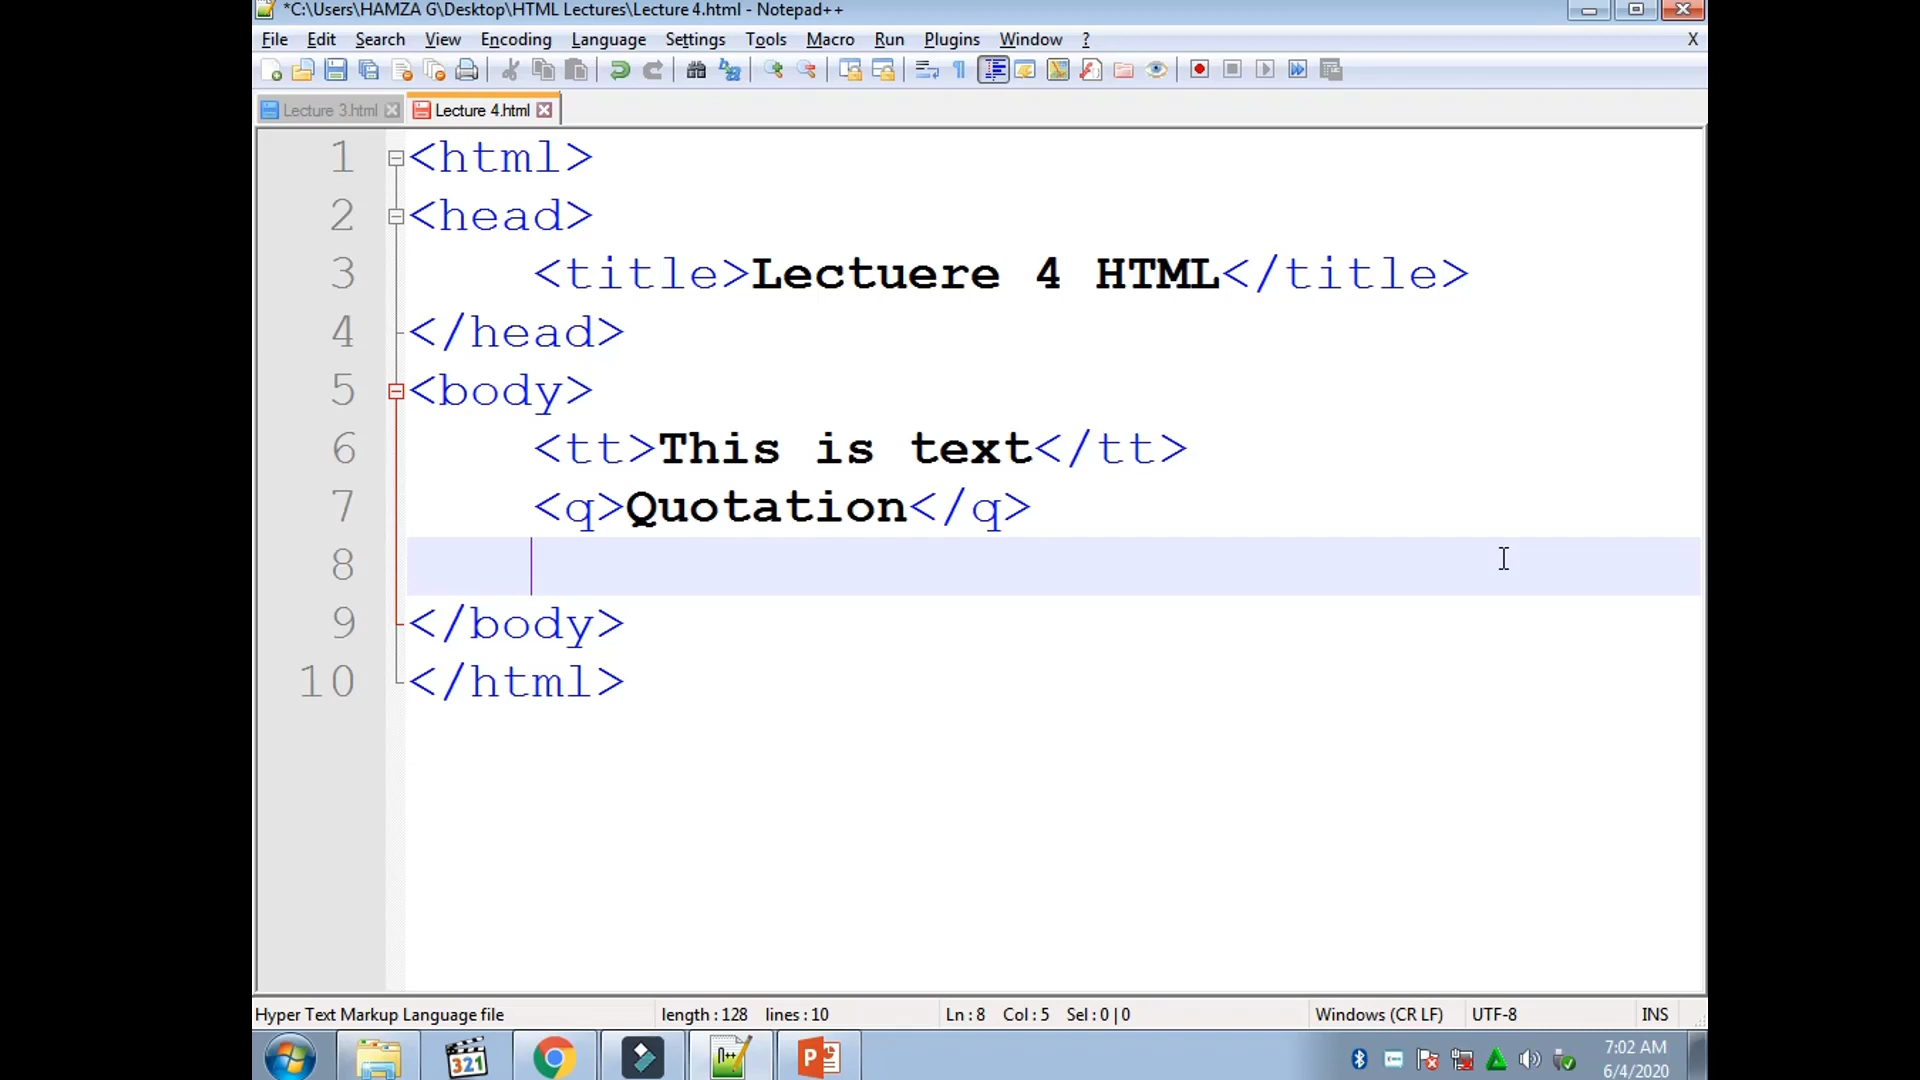 *C:\Users\HAMZA G\Desktop\HTML Lectures\Lecture 4.html - Notepad++
File Edit Search View Encoding Language Settings Tools Macro Run Plugins Window ? X
Lecture 3.html Lecture 4.html
1 <html>
2 <head>
3 <title>Lectuere 4 HTML</title>
4 </head>
5 <body>
6 <tt>This is text</tt>
7 <q>Quotation</q>
8
9 </body>
10 </html>
Hyper Text Markup Language file length : 128 lines : 10 Ln : 8 Col : 5 Sel : 0 | 0 Windows (CR LF) UTF-8 INS
321 n++ P 7:02 AM
6/4/2020